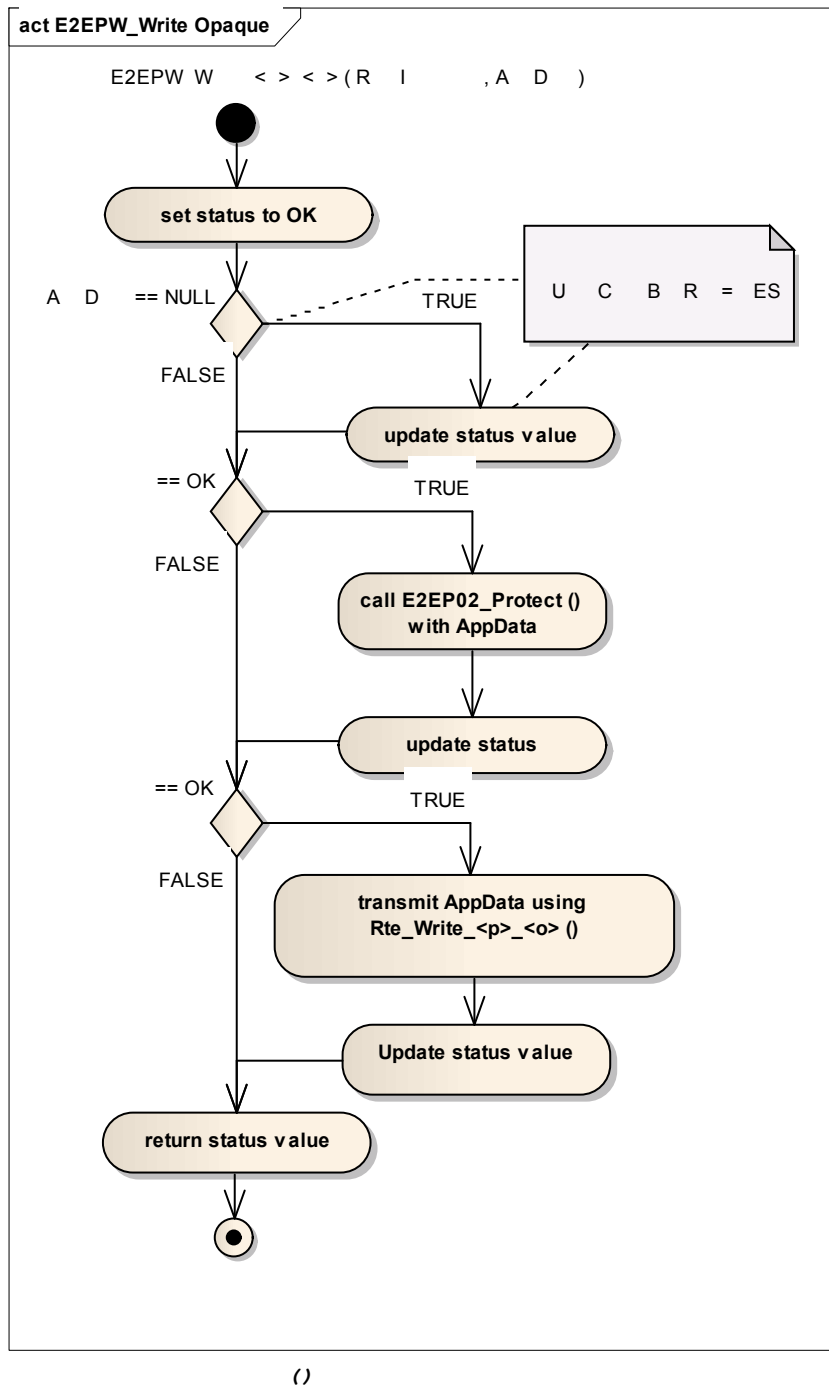 act E2EPW_Write Opaque
E2EPW W < > < > ( R I , A D )
set status to OK
A D == NULL
TRUE
U C B R = ES
FALSE
update status value
== OK
TRUE
FALSE
call E2EP02_Protect ()
with AppData
update status
== OK
TRUE
FALSE
transmit AppData using
Rte_Write_<p>_<o> ()
Update status value
return status value
()